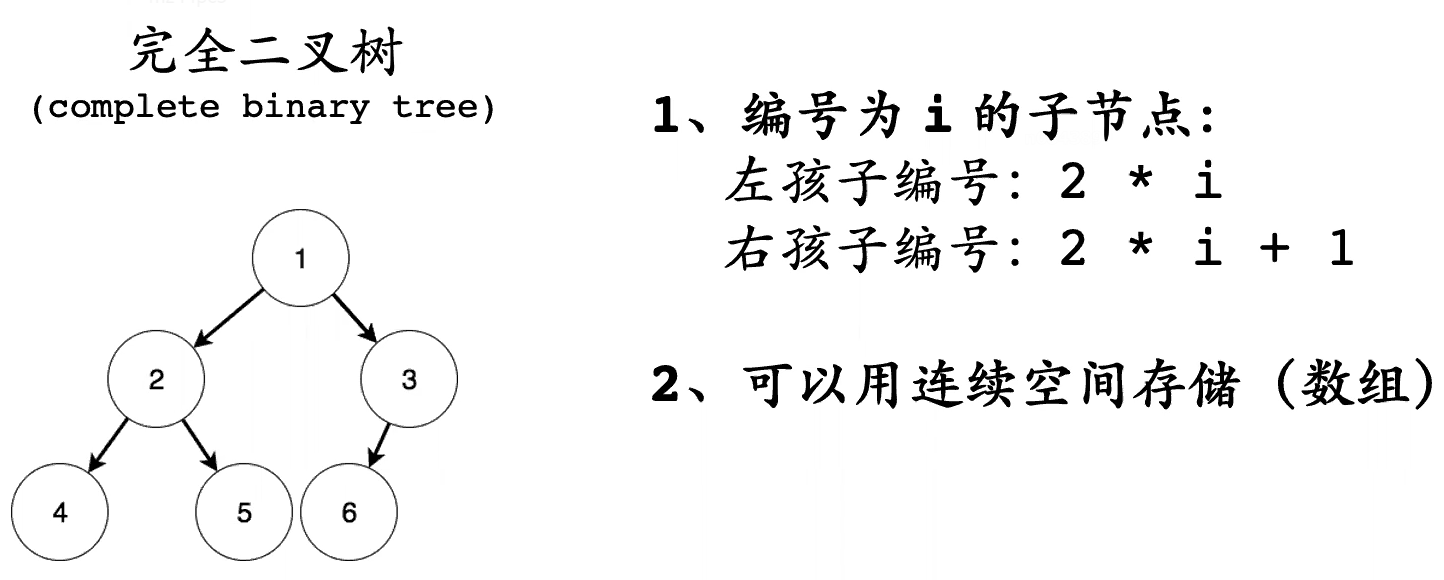 完全二叉树
(complete binary tree)
1、编号为 i 的子节点:
左孩子编号: 2 * i
右孩子编号: 2 * i + 1
2、可以用连续空间存储 (数组)
1
2
3
4
5
6